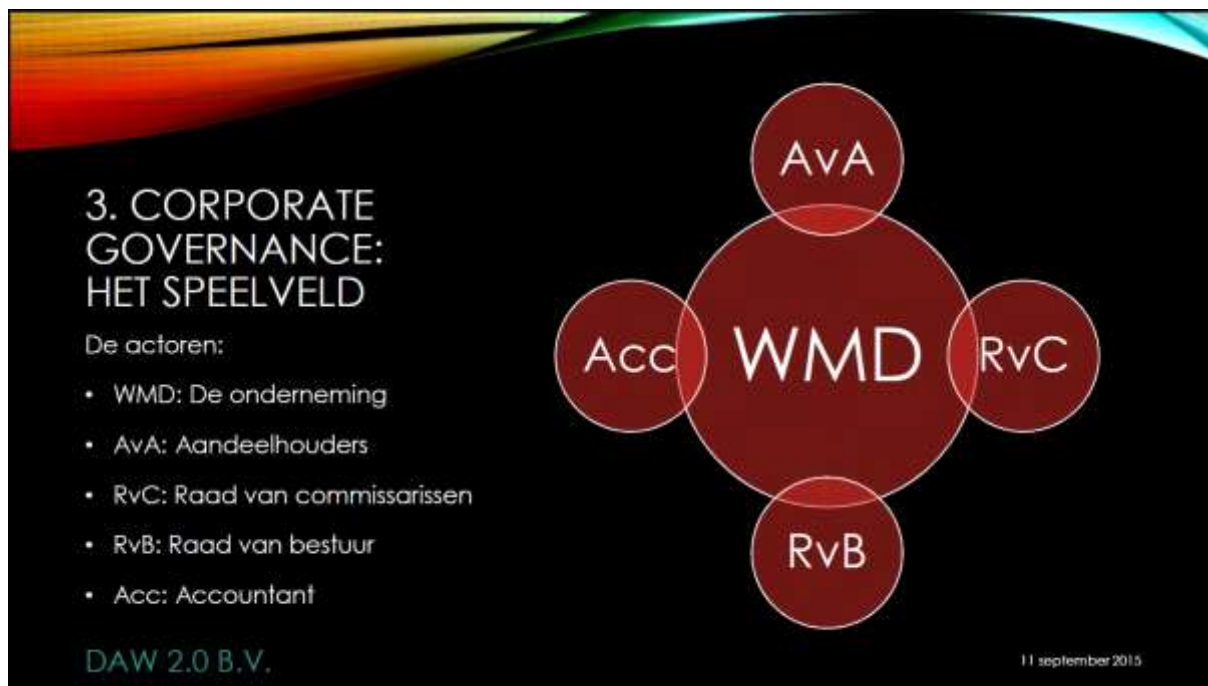 3. CORPORATE
GOVERNANCE:
HET SPEELVELD
De actoren:
• WMD: De onderneming
• AvA: Aandeelhouders
• RvC: Raad van commissarissen
• RvB: Raad van bestuur
• Acc: Accountant
DAW 2.0 B.V.
AvA
Acc
WMD
RvC
RvB
11 september 2015